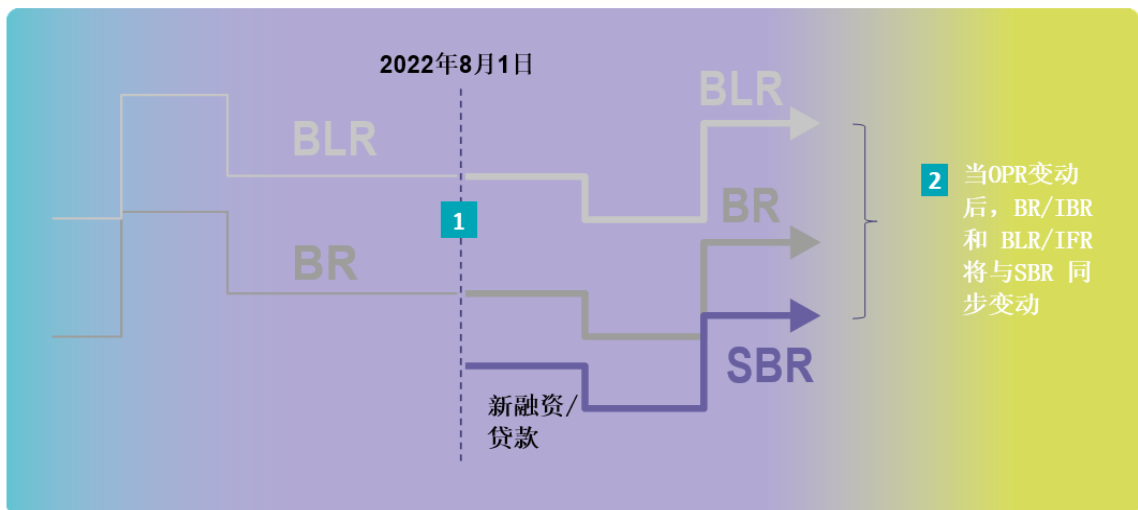 2022年8月1日
BLR
BLR
1
BR
BR
SBR
新融资/
贷款
2
当OPR变动
后, BR/IBR
和 BLR/IFR
将与SBR 同
步变动